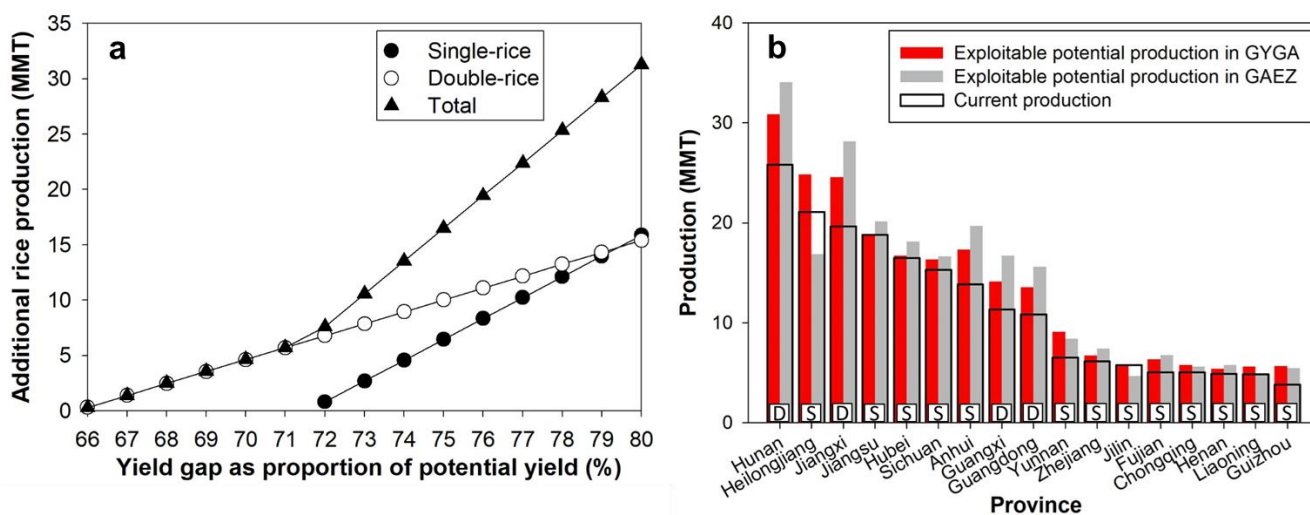 a
Single-rice
Double-rice
Total
Additional rice production (MMT)
35
30
25
20
15
10
5
0
66 67 68 69 70 71 72 73 74 75 76 77 78 79 80
Yield gap as proportion of potential yield (%)
b
Exploitable potential production in GYGA
Exploitable potential production in GAEZ
Current production
Production (MMT)
40
30
20
10
0
D S D S S S S D D S S S S S S S S
Hunan
Heilongjiang
Jiangxi
Jiangsu
Hubei
Sichuan
Anhui
Guangxi
Guangdong
Yunnan
Zhejiang
Jilin
Fujian
Chongqing
Henan
Liaoning
Guizhou
Province